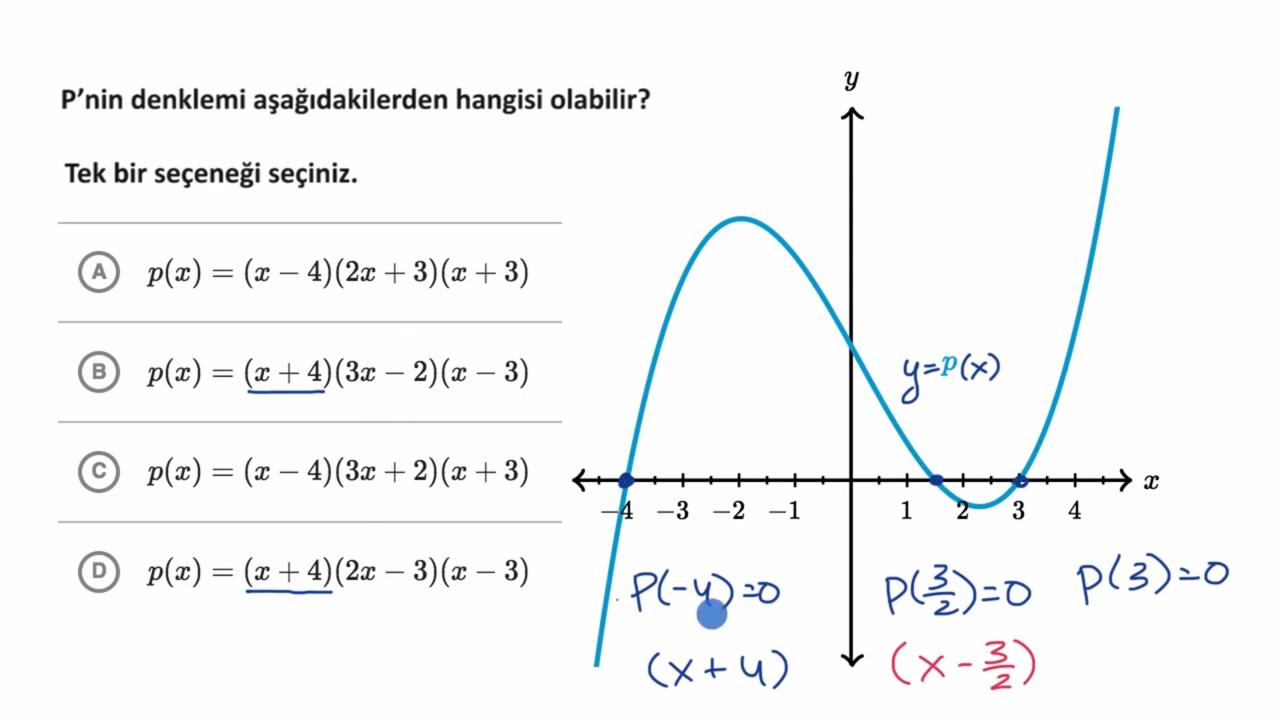 P’nin denklemi aşağıdakilerden hangisi olabilir?
Tek bir seçeneği seçiniz.
A p(x) = (x − 4)(2x + 3)(x + 3)
B p(x) = (x + 4)(3x − 2)(x − 3)
C p(x) = (x − 4)(3x + 2)(x + 3)
D p(x) = (x + 4)(2x − 3)(x − 3)
y
y=p(x)
x
−4 −3 −2 −1 1 2 3 4
P(-4)=0 P(3/2)=0 P(3)=0
(x+4) (x-3/2)